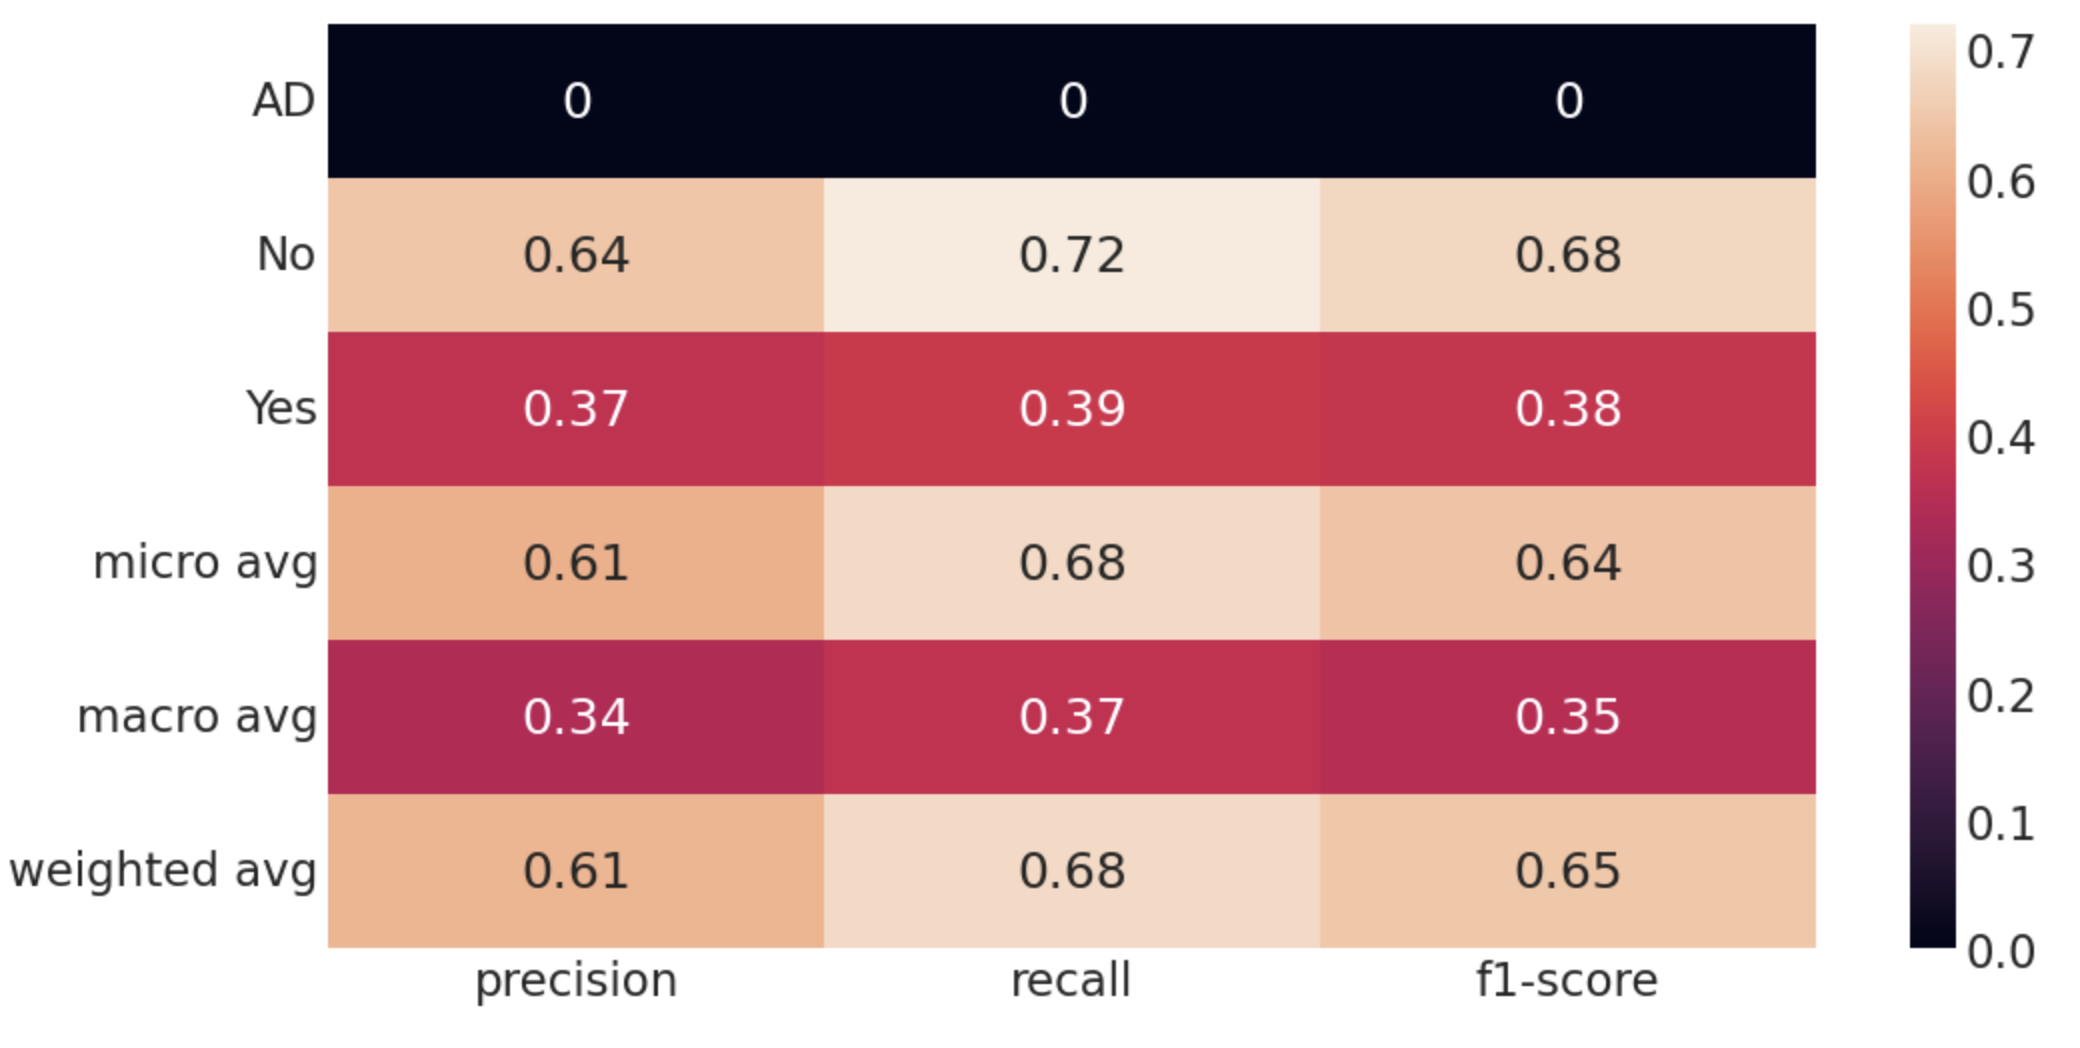 AD 0 0 0
No 0.64 0.72 0.68
Yes 0.37 0.39 0.38
micro avg 0.61 0.68 0.64
macro avg 0.34 0.37 0.35
weighted avg 0.61 0.68 0.65
precision recall f1-score
0.7
0.6
0.5
0.4
0.3
0.2
0.1
0.0